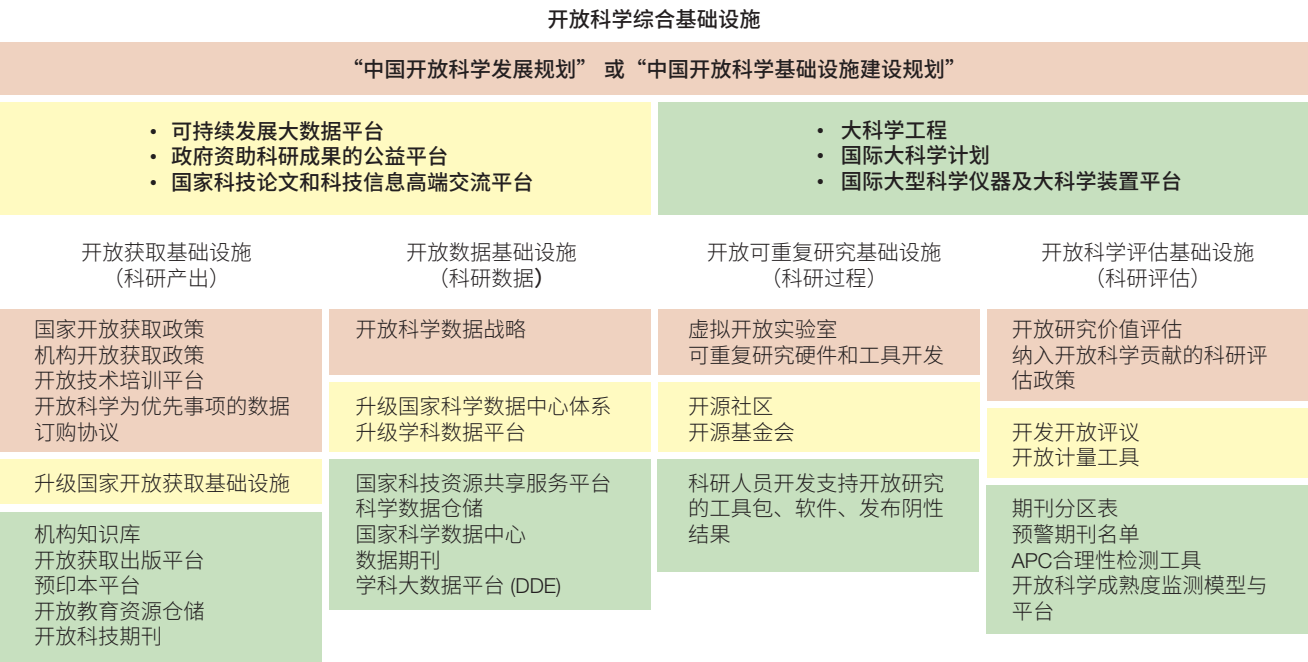 开放科学综合基础设施
“中国开放科学发展规划” 或“中国开放科学基础设施建设规划”
• 可持续发展大数据平台
• 政府资助科研成果的公益平台
• 国家科技论文和科技信息高端交流平台
• 大科学工程
• 国际大科学计划
• 国际大型科学仪器及大科学装置平台
开放获取基础设施
（科研产出）
开放数据基础设施
（科研数据）
开放可重复研究基础设施
（科研过程）
开放科学评估基础设施
（科研评估）
国家开放获取政策
机构开放获取政策
开放技术培训平台
开放科学为优先事项的数据
订购协议
升级国家开放获取基础设施
机构知识库
开放获取出版平台
预印本平台
开放教育资源仓储
开放科技期刊
开放科学数据战略
升级国家科学数据中心体系
升级学科数据平台
国家科技资源共享服务平台
科学数据仓储
国家科学数据中心
数据期刊
学科大数据平台 (DDE)
虚拟开放实验室
可重复研究硬件和工具开发
开源社区
开源基金会
科研人员开发支持开放研究
的工具包、软件、发布阴性
结果
开放研究价值评估
纳入开放科学贡献的科研评
估政策
开发开放评议
开放计量工具
期刊分区表
预警期刊名单
APC合理性检测工具
开放科学成熟度监测模型与
平台